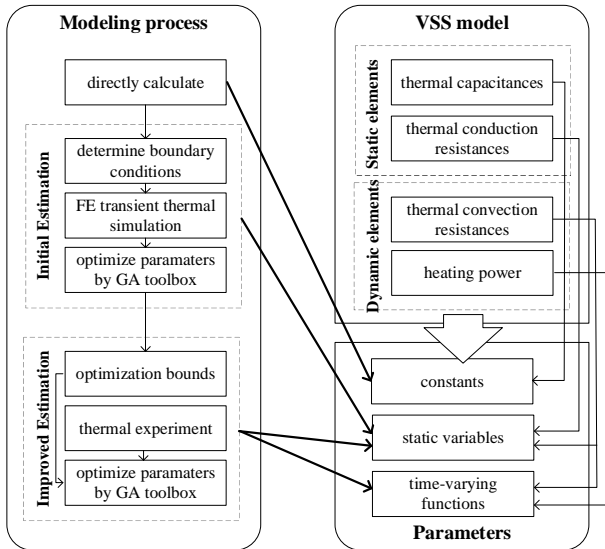 Modeling process
directly calculate
Initial Estimation
determine boundary
conditions
FE transient thermal
simulation
optimize paramaters
by GA toolbox
Improved Estimation
optimization bounds
thermal experiment
optimize paramaters
by GA toolbox
VSS model
Static elements
thermal capacitances
thermal conduction
resistances
Dynamic elements
thermal convection
resistances
heating power
constants
static variables
time-varying
functions
Parameters